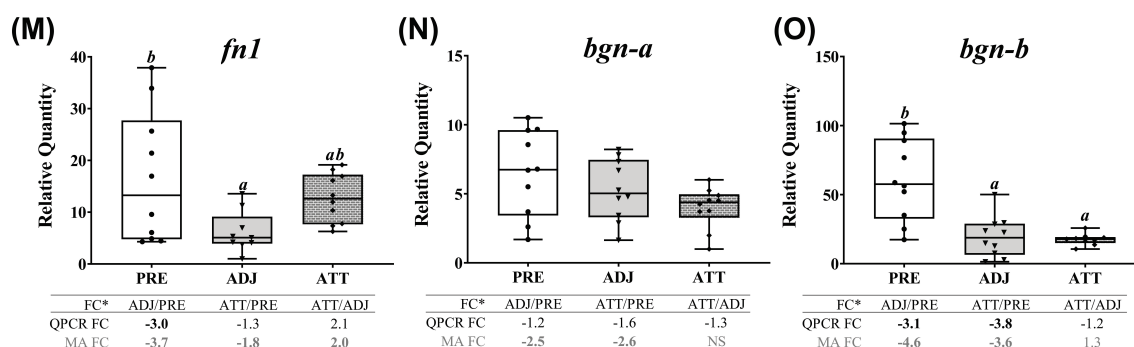 (M) fn1
b
a
ab
Relative Quantity
40
30
20
10
0
PRE ADJ ATT
FC* ADJ/PRE ATT/PRE ATT/ADJ
QPCR FC -3.0 -1.3 2.1
MA FC -3.7 -1.8 2.0
(N) bgn-a
Relative Quantity
15
10
5
0
PRE ADJ ATT
FC* ADJ/PRE ATT/PRE ATT/ADJ
QPCR FC -1.2 -1.6 -1.3
MA FC -2.5 -2.6 NS
(O) bgn-b
b
a
a
Relative Quantity
150
100
50
0
PRE ADJ ATT
FC* ADJ/PRE ATT/PRE ATT/ADJ
QPCR FC -3.1 -3.8 -1.2
MA FC -4.6 -3.6 1.3